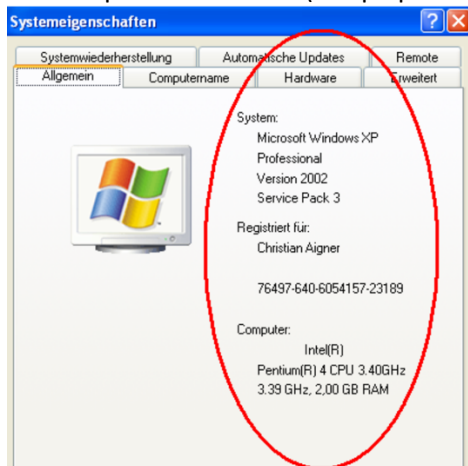 Systemeigenschaften
Systemwiederherstellung Automatische Updates Remote
Allgemein Computername Hardware Erweitert
System:
Microsoft Windows XP
Professional
Version 2002
Service Pack 3
Registriert für:
Christian Aigner
76497-640-6054157-23189
Computer:
Intel(R)
Pentium(R) 4 CPU 3.40GHz
3.39 GHz, 2,00 GB RAM